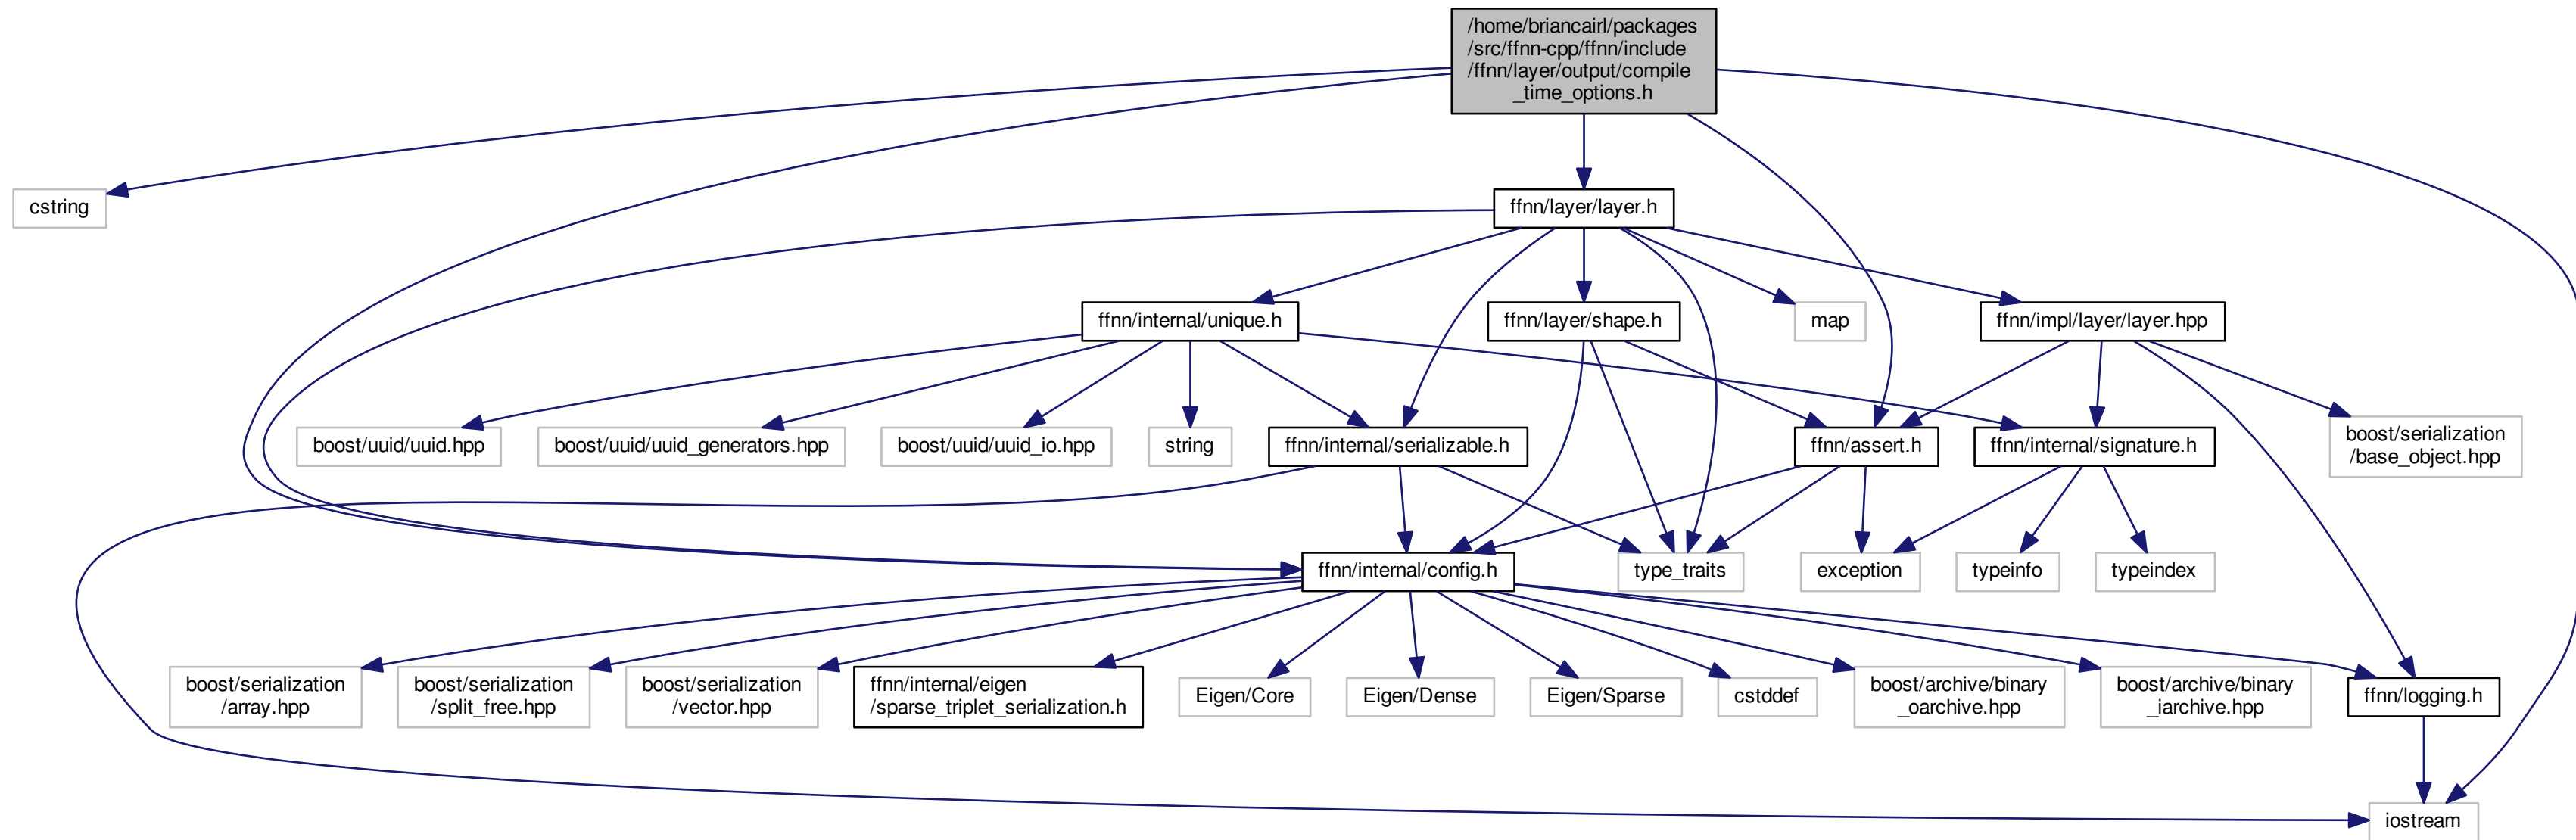 /home/briancairl/packages
/src/ffnn-cpp/ffnn/include
/ffnn/layer/output/compile
_time_options.h
cstring
ffnn/layer/layer.h
ffnn/internal/unique.h
ffnn/layer/shape.h
map
ffnn/impl/layer/layer.hpp
boost/uuid/uuid.hpp
boost/uuid/uuid_generators.hpp
boost/uuid/uuid_io.hpp
string
ffnn/internal/serializable.h
ffnn/assert.h
ffnn/internal/signature.h
boost/serialization
/base_object.hpp
ffnn/internal/config.h
type_traits
exception
typeinfo
typeindex
boost/serialization
/array.hpp
boost/serialization
/split_free.hpp
boost/serialization
/vector.hpp
ffnn/internal/eigen
/sparse_triplet_serialization.h
Eigen/Core
Eigen/Dense
Eigen/Sparse
cstddef
boost/archive/binary
_oarchive.hpp
boost/archive/binary
_iarchive.hpp
ffnn/logging.h
iostream